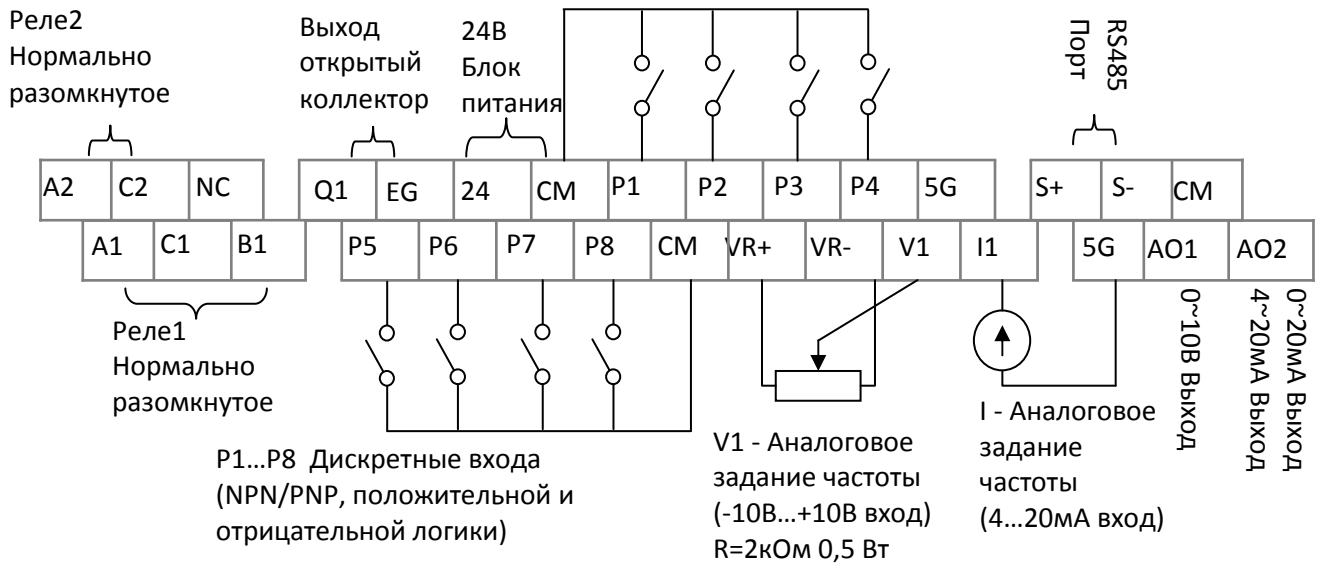 Реле2
Нормально
разомкнутое
Выход
открытый
коллектор
24В
Блок
питания
RS485
Порт
A2 C2 NC
Q1 EG 24 CM P1 P2 P3 P4 5G
S+ S- CM
A1 C1 B1
P5 P6 P7 P8 CM VR+ VR- V1 I1
5G AO1 AO2
Реле1
Нормально
разомкнутое
P1...P8 Дискретные входа
(NPN/PNP, положительной и
отрицательной логики)
V1 - Аналоговое
задание частоты
(-10В...+10В вход)
R=2кОм 0,5 Вт
I - Аналоговое
задание
частоты
(4...20мА вход)
0~10В Выход
0~20мА Выход
4~20мА Выход